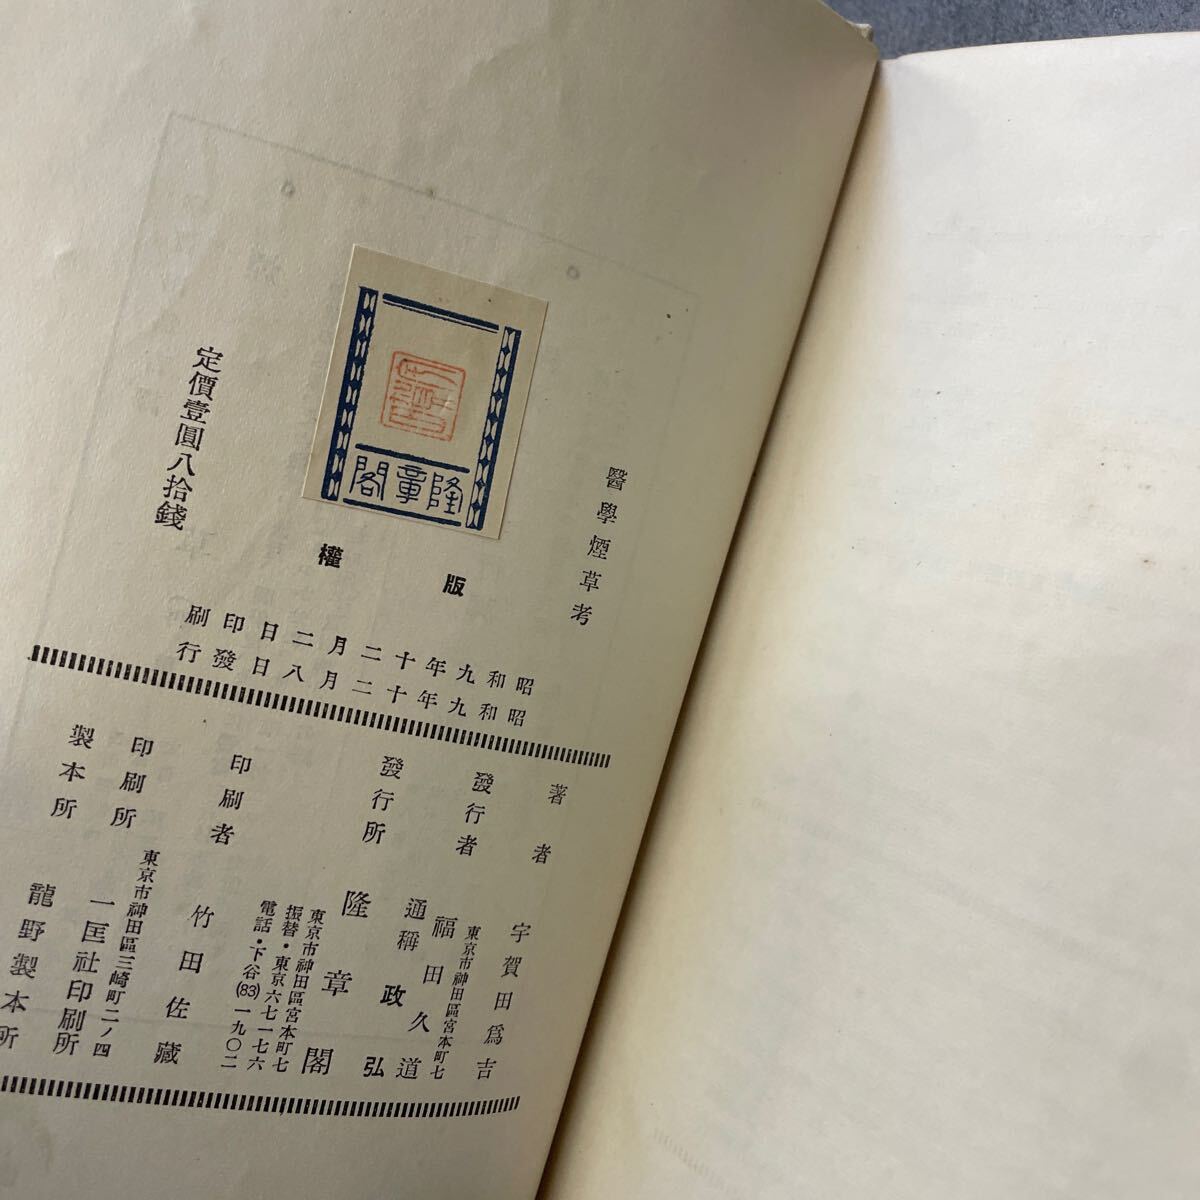 醫學煙草考
隆章閣
版權
定價壹圓八拾錢
昭和九年十二月二日印刷
昭和九年十二月八日發行
著者 宇賀田爲吉
東京市神田區宮本町七
發行者 福田久道
通稱 政弘
發行所 隆章閣
東京市神田區宮本町七
振替・東京六七一七六
電話・下谷(83)一九〇二
印刷者 竹田佐藏
東京市神田區三崎町二ノ四
印刷所 一匡社印刷所
製本所 龍野製本所